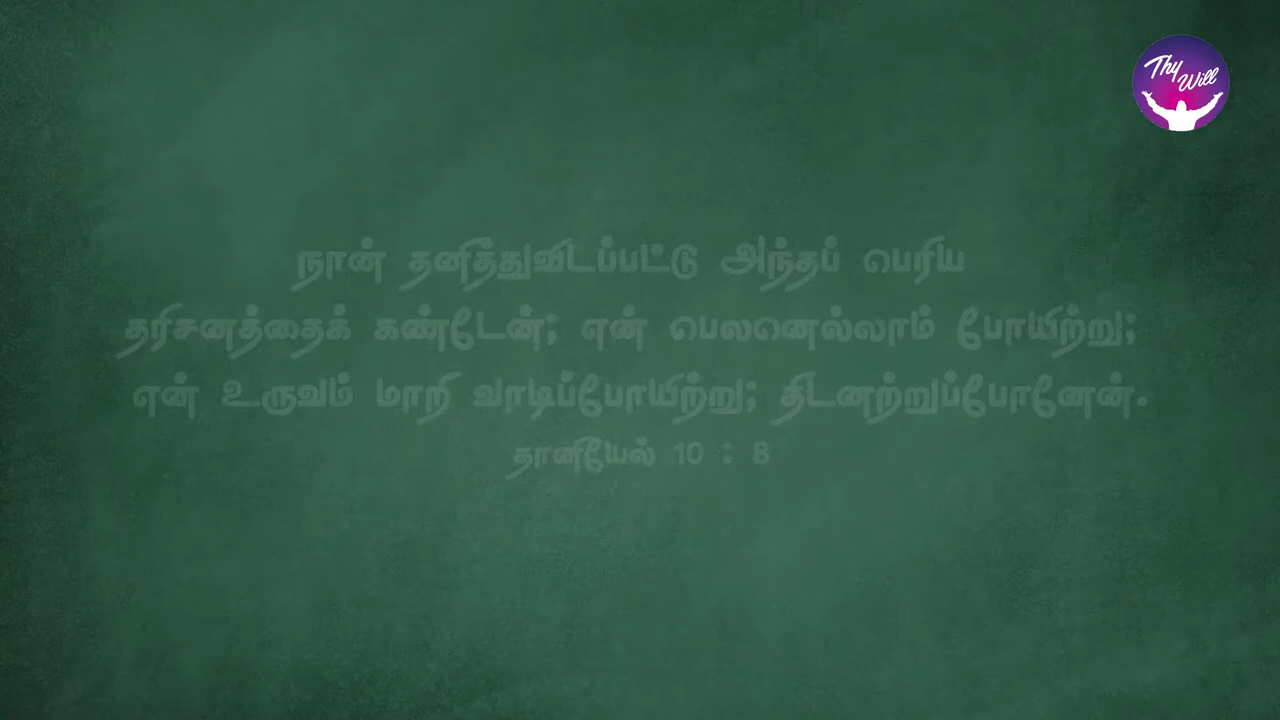 Thy
Will
நான் தனித்துவிடப்பட்டு அந்தப் பெரிய
தரிசனத்தைக் கண்டேன்; என் பெலனெல்லாம் போயிற்று;
என் உருவம் மாறி வாடிப்போயிற்று; திடனற்றுப்போனேன்.
தானியேல் 10 : 8